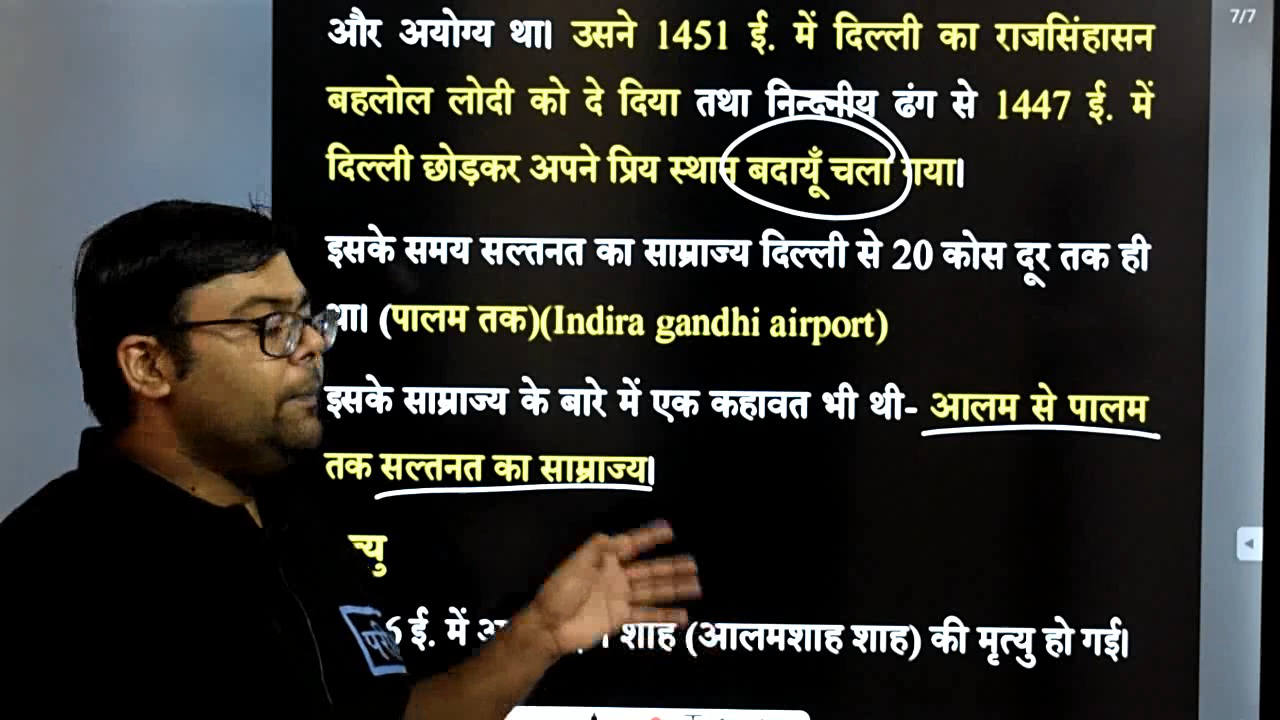 7/7
और अयोग्य था। उसने 1451 ई. में दिल्ली का राजसिंहासन
बहलोल लोदी को दे दिया तथा निन्दनीय ढंग से 1447 ई. में
दिल्ली छोड़कर अपने प्रिय स्थान बदायूँ चला गया।
इसके समय सल्तनत का साम्राज्य दिल्ली से 20 कोस दूर तक ही
था। (पालम तक)(Indira gandhi airport)
इसके साम्राज्य के बारे में एक कहावत भी थी- आलम से पालम
तक सल्तनत का साम्राज्य।
ई. में शाह (आलमशाह शाह) की मृत्यु हो गई।